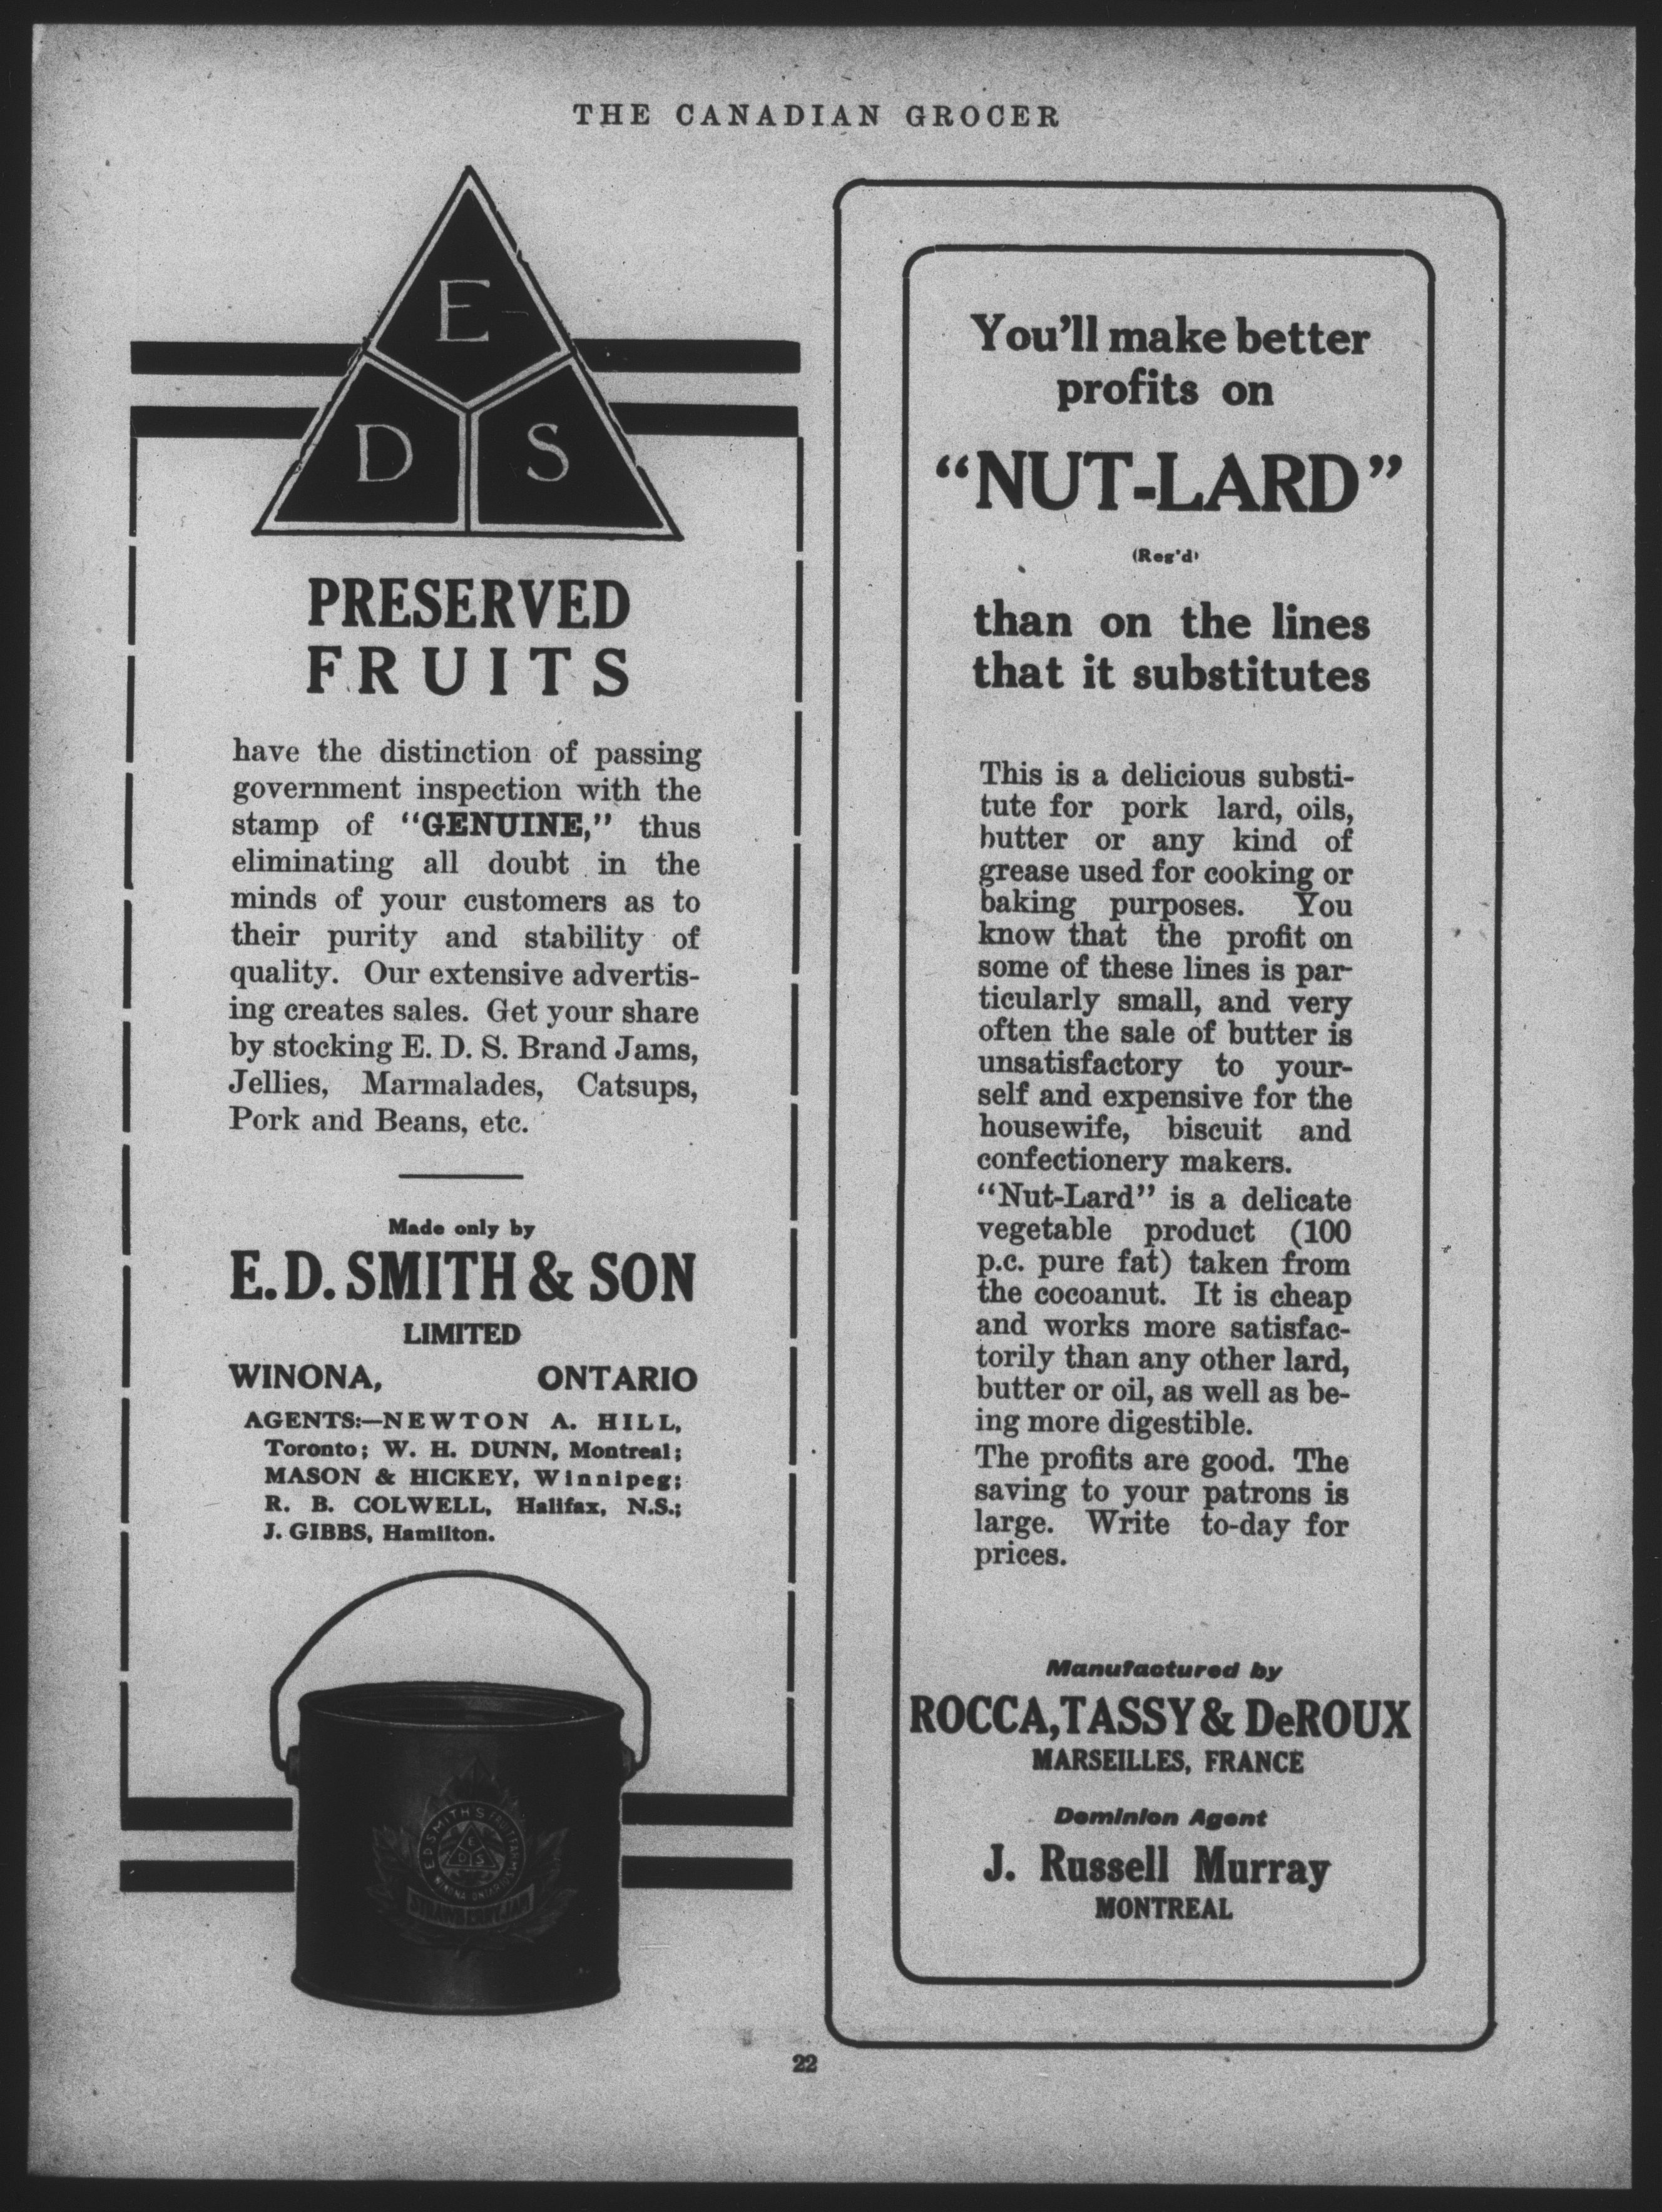 THE CANADIAN GROCER
E
D S
PRESERVED
FRUITS
have the distinction of passing
government inspection with the
stamp of "GENUINE," thus
eliminating all doubt in the
minds of your customers as to
their purity and stability of
quality. Our extensive advertis-
ing creates sales. Get your share
by stocking E. D. S. Brand Jams,
Jellies, Marmalades, Catsups,
Pork and Beans, etc.
Made only by
E. D. SMITH & SON
LIMITED
WINONA, ONTARIO
AGENTS:—NEWTON A. HILL,
Toronto; W. H. DUNN, Montreal;
MASON & HICKEY, Winnipeg;
R. B. COLWELL, Halifax, N.S.;
J. GIBBS, Hamilton.
E D SMITH'S FRUIT FARMS
E
D S
WINONA ONTARIO
You'll make better
profits on
"NUT-LARD"
(Reg'd)
than on the lines
that it substitutes
This is a delicious substi-
tute for pork lard, oils,
butter or any kind of
grease used for cooking or
baking purposes. You
know that the profit on
some of these lines is par-
ticularly small, and very
often the sale of butter is
unsatisfactory to your-
self and expensive for the
housewife, biscuit and
confectionery makers.
"Nut-Lard" is a delicate
vegetable product (100
p.c. pure fat) taken from
the cocoanut. It is cheap
and works more satisfac-
torily than any other lard,
butter or oil, as well as be-
ing more digestible.
The profits are good. The
saving to your patrons is
large. Write to-day for
prices.
Manufactured by
ROCCA, TASSY & DeROUX
MARSEILLES, FRANCE
Dominion Agent
J. Russell Murray
MONTREAL
22